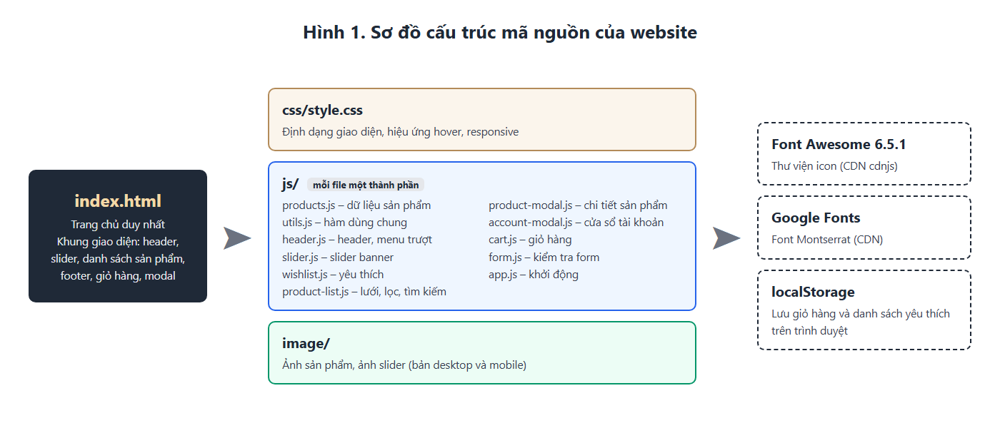 Hình 1. Sơ đồ cấu trúc mã nguồn của website
index.html
Trang chủ duy nhất
Khung giao diện: header,
slider, danh sách sản phẩm,
footer, giỏ hàng, modal
css/style.css
Định dạng giao diện, hiệu ứng hover, responsive
js/ mỗi file một thành phần
products.js – dữ liệu sản phẩm
utils.js – hàm dùng chung
header.js – header, menu trượt
slider.js – slider banner
wishlist.js – yêu thích
product-list.js – lưới, lọc, tìm kiếm
product-modal.js – chi tiết sản phẩm
account-modal.js – cửa sổ tài khoản
cart.js – giỏ hàng
form.js – kiểm tra form
app.js – khởi động
image/
Ảnh sản phẩm, ảnh slider (bản desktop và mobile)
Font Awesome 6.5.1
Thư viện icon (CDN cdnjs)
Google Fonts
Font Montserrat (CDN)
localStorage
Lưu giỏ hàng và danh sách yêu thích
trên trình duyệt